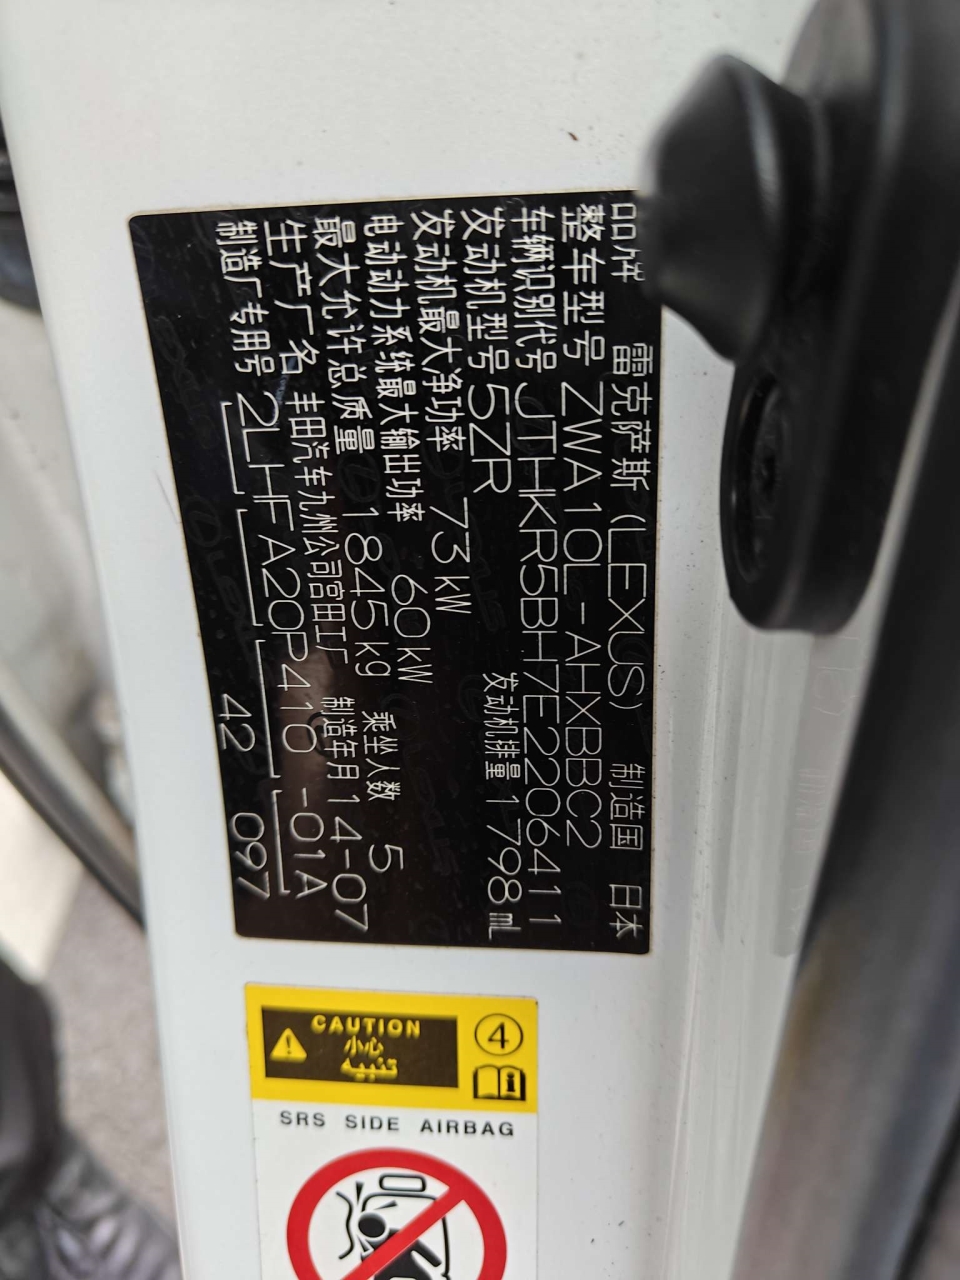 品牌 雷克萨斯 (LEXUS) 制造国 日本
整车型号 ZWA10L-AHXBBC2
车辆识别代号 JTHKR5BH7E2206411
发动机型号 5ZR 发动机排量 1798mL
发动机最大净功率 73kW
电动动力系统最大输出功率 60kW
最大允许总质量 01845kg 乘坐人数 5
生产厂名 丰田汽车九州公司宫田工厂 制造年月 14-07
制造厂专用号 2LHFA20P410 -01A
42 097
CAUTION
小心
تنبيه
4
i
SRS SIDE AIRBAG